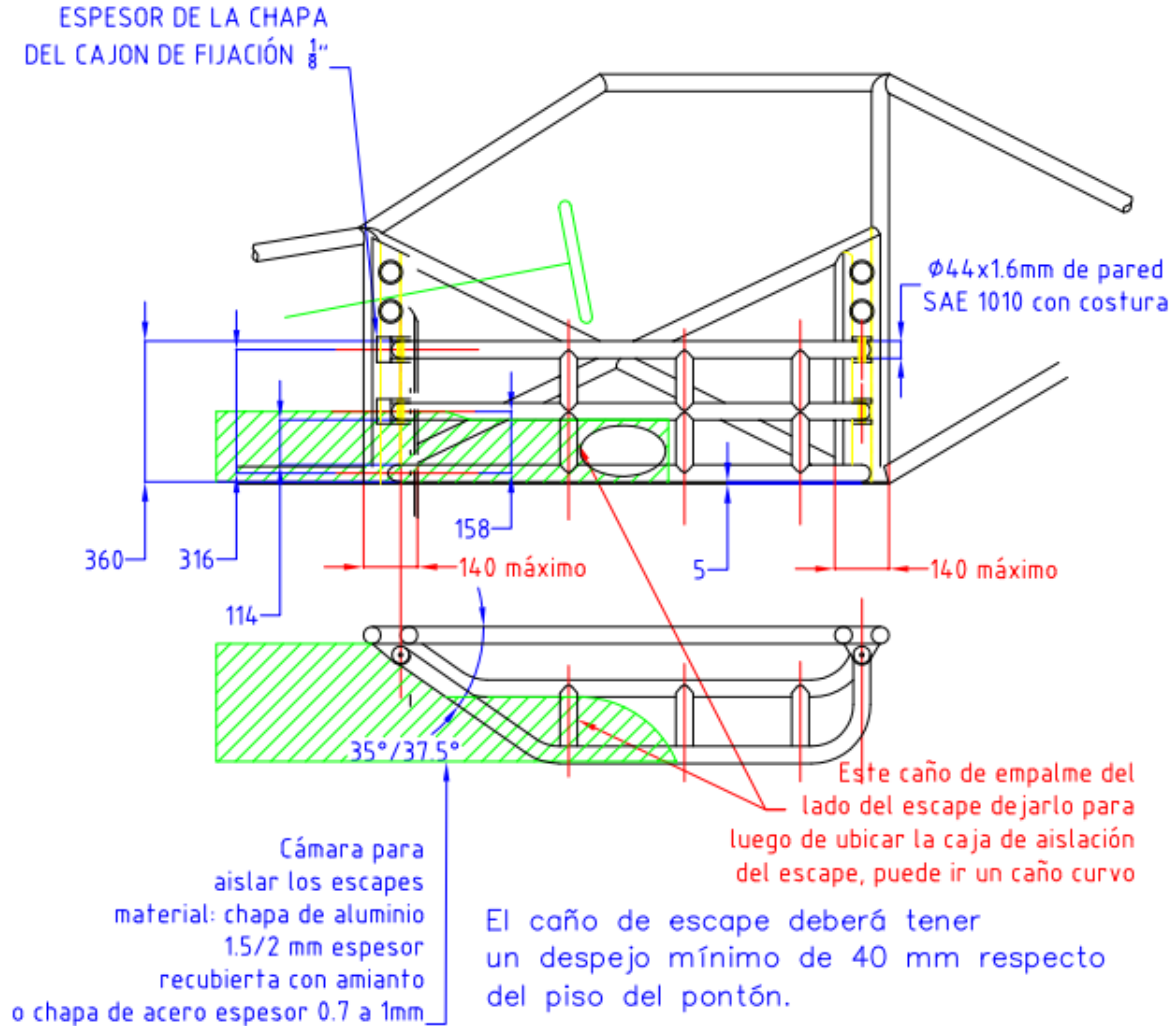 ESPESOR DE LA CHAPA
DEL CAJON DE FIJACIÓN 1/8"
Φ44x1.6mm de pared
SAE 1010 con costura
360
316
158
5
140 máximo
140 máximo
114
35°/37.5°
Este caño de empalme del
lado del escape dejarlo para
luego de ubicar la caja de aislación
del escape, puede ir un caño curvo
Cámara para
aislar los escapes
material: chapa de aluminio
1.5/2 mm espesor
recubierta con amianto
o chapa de acero espesor 0.7 a 1mm
El caño de escape deberá tener
un despejo mínimo de 40 mm respecto
del piso del pontón.